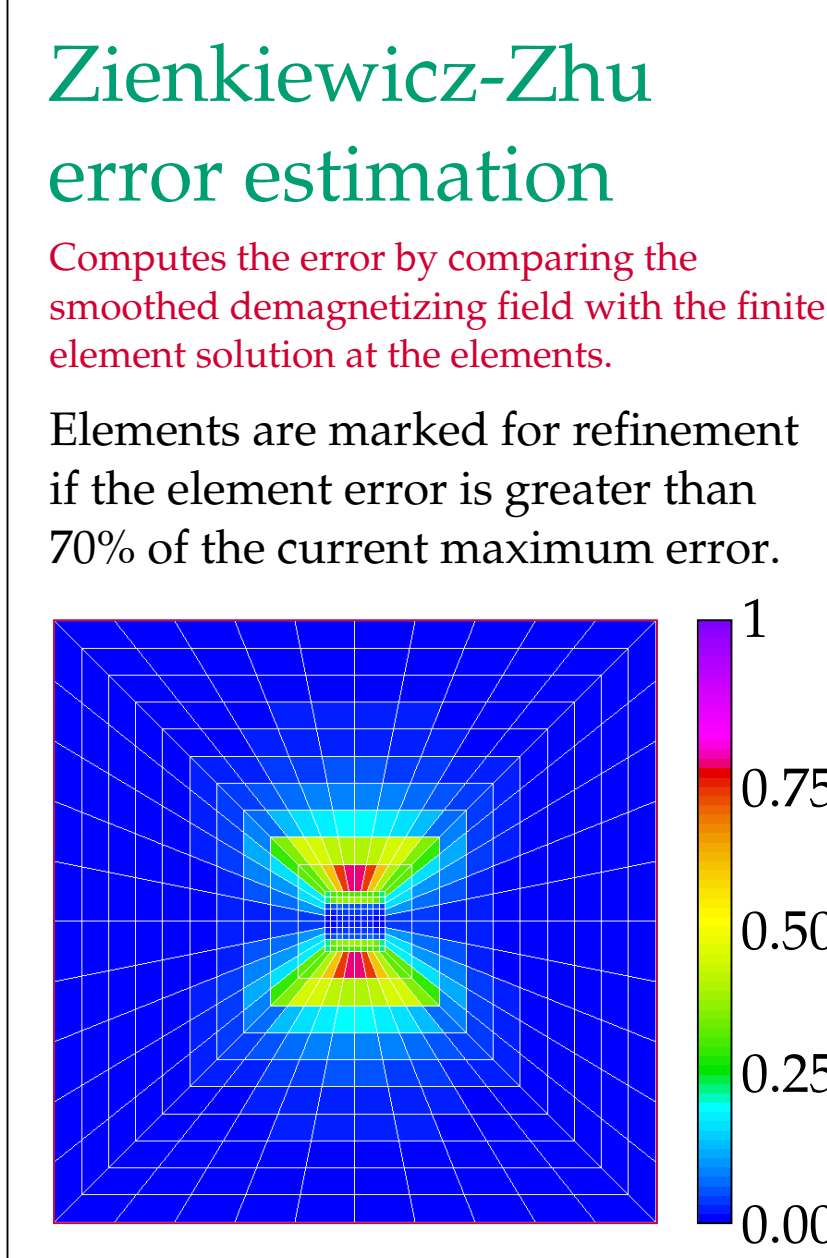 Zienkiewicz-Zhu
error estimation
Computes the error by comparing the
smoothed demagnetizing field with the finite
element solution at the elements.
Elements are marked for refinement
if the element error is greater than
70% of the current maximum error.
1
0.75
0.50
0.25
0.00